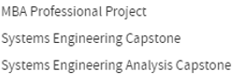 MBA Professional Project
Systems Engineering Capstone
Systems Engineering Analysis Capstone